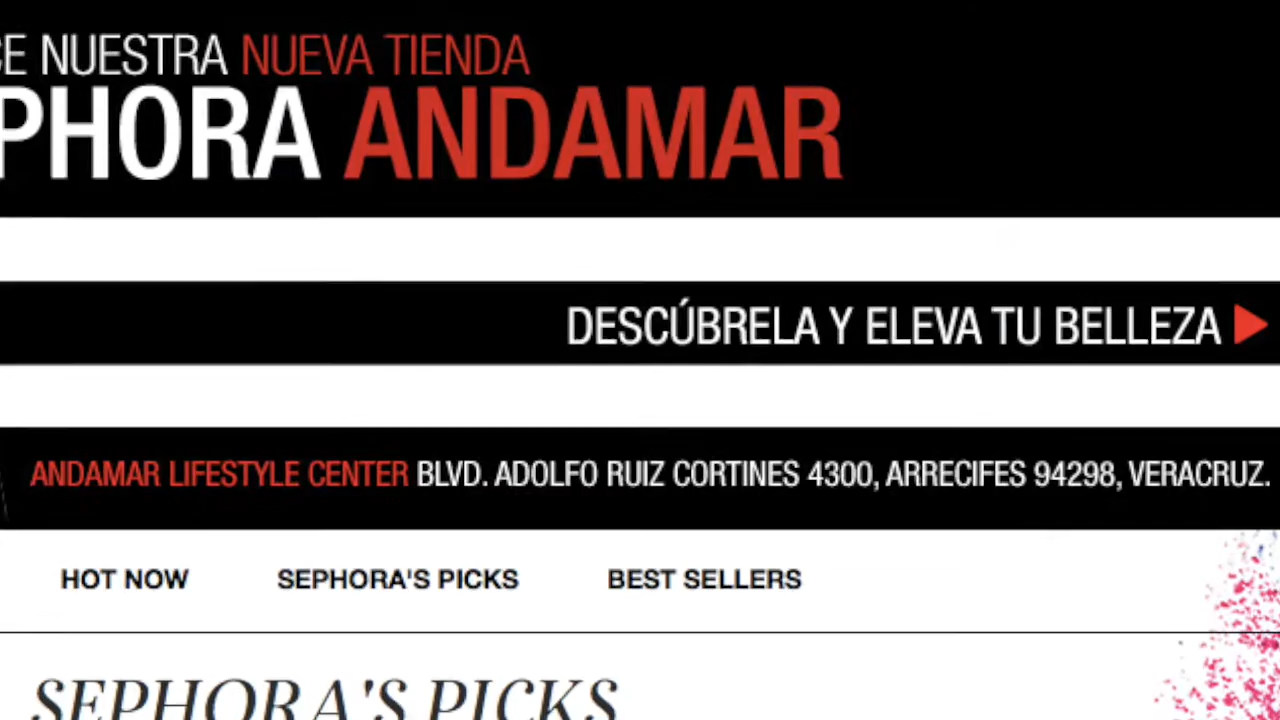 CE NUESTRA NUEVA TIENDA
PHORA ANDAMAR
DESCÚBRELA Y ELEVA TU BELLEZA
ANDAMAR LIFESTYLE CENTER BLVD. ADOLFO RUIZ CORTINES 4300, ARRECIFES 94298, VERACRUZ.
HOT NOW SEPHORA'S PICKS BEST SELLERS
SEPHORA'S PICKS